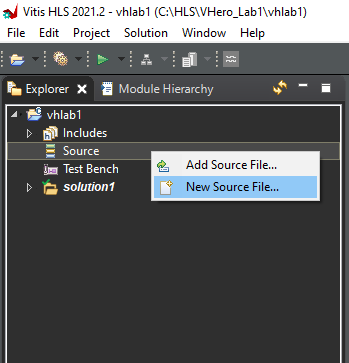 Vitis HLS 2021.2 - vhlab1 (C:\HLS\VHero_Lab1\vhlab1)
File Edit Project Solution Window Help
Explorer Module Hierarchy
vhlab1
Includes
Source
Add Source File...
Test Bench
New Source File...
solution1